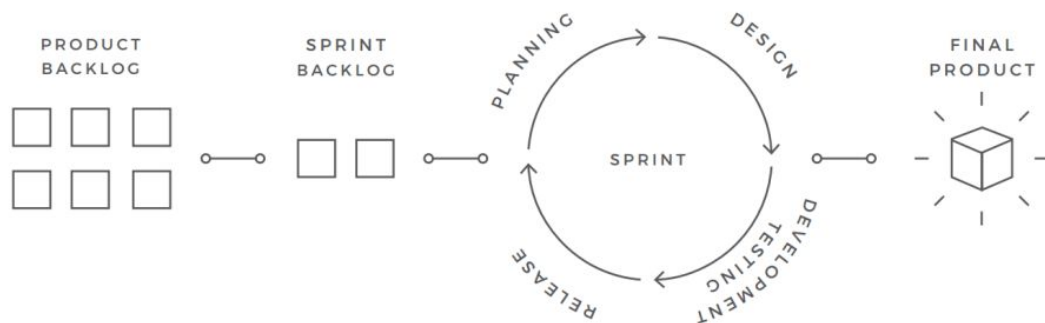 PRODUCT
BACKLOG
SPRINT
BACKLOG
PLANNING
DESIGN
SPRINT
DEVELOPMENT
TESTING
RELEASE
FINAL
PRODUCT